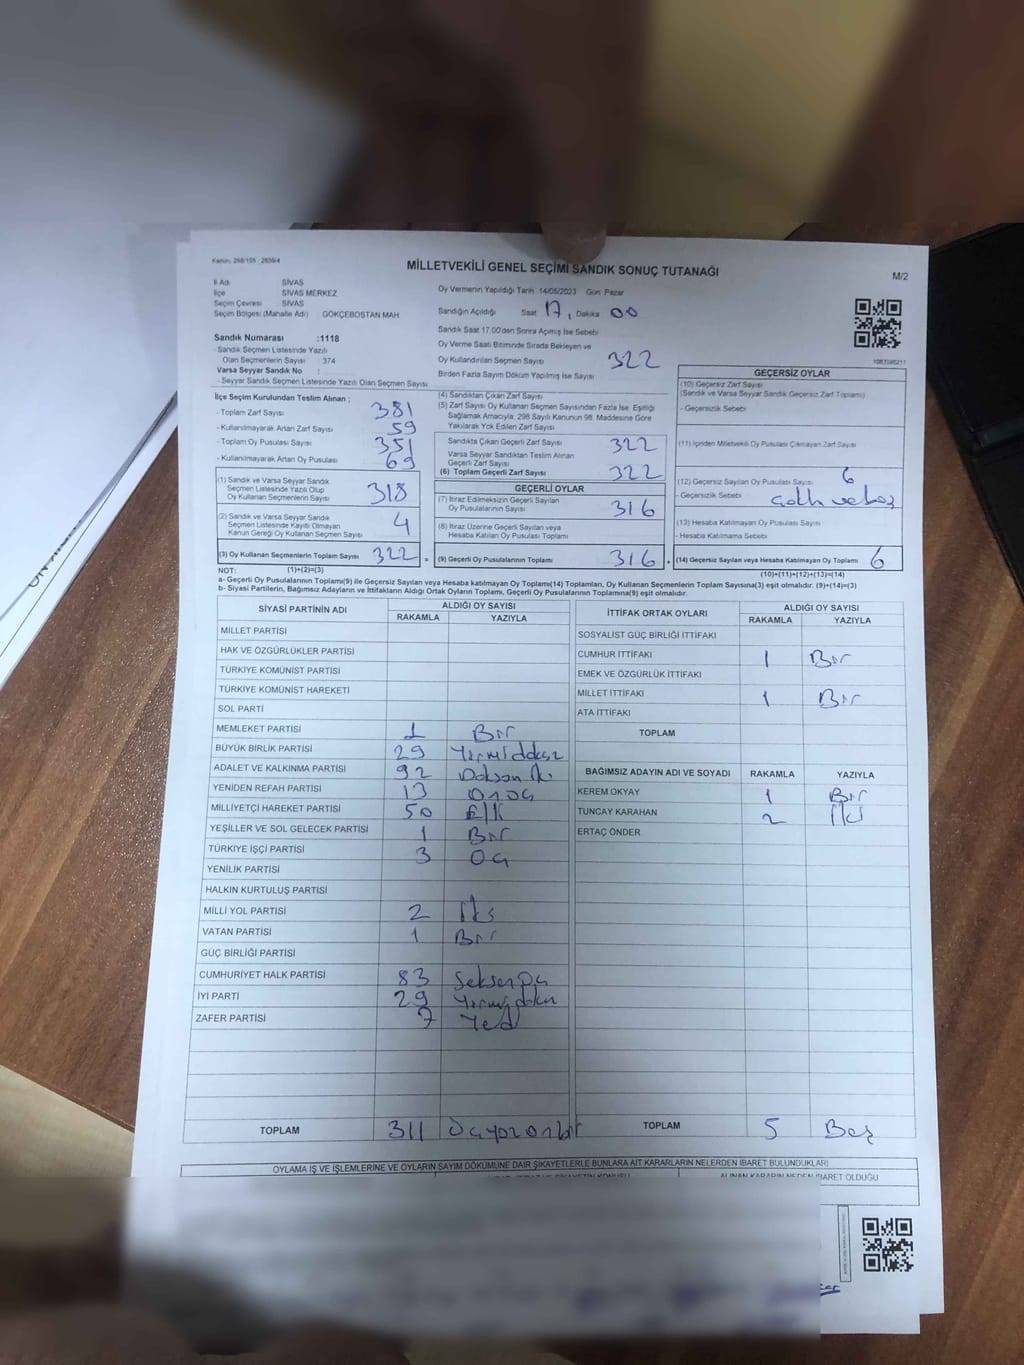 Kanun, 298/105 ; 2839/4
MİLLETVEKİLİ GENEL SEÇİMİ SANDIK SONUÇ TUTANAĞI
M/2
İl Adı SİVAS
İlçe SİVAS MERKEZ
Seçim Çevresi SİVAS
Seçim Bölgesi (Mahalle Adı) GÖKÇEBOSTAN MAH
Sandık Numarası :1118
- Sandık Seçmen Listesinde Yazılı
Olan Seçmenlerin Sayısı : 374
Varsa Seyyar Sandık No :
- Seyyar Sandık Seçmen Listesinde Yazılı Olan Seçmen Sayısı
Oy Vermenin Yapıldığı Tarih 14/05/2023 Gün Pazar
Sandığın Açıldığı Saat 17, Dakika 00
Sandık Saat 17.00'den Sonra Açılmış İse Sebebi
Oy Verme Saati Bitiminde Sırada Bekleyen ve
Oy Kullandırılan Seçmen Sayısı 322
Birden Fazla Sayım Döküm Yapılmış İse Sayısı
İlçe Seçim Kurulundan Teslim Alınan ;
- Toplam Zarf Sayısı 381
- Kullanılmayarak Artan Zarf Sayısı 59
- Toplam Oy Pusulası Sayısı 351
- Kullanılmayarak Artan Oy Pusulası 69
(1) Sandık ve Varsa Seyyar Sandık
Seçmen Listesinde Yazılı Olup
Oy Kullanan Seçmenlerin Sayısı 318
(2) Sandık ve Varsa Seyyar Sandık
Seçmen Listesinde Kayıtlı Olmayan
Kanun Gereği Oy Kullanan Seçmen Sayısı 4
(3) Oy Kullanan Seçmenlerin Toplam Sayısı 322 =
(4) Sandıktan Çıkan Zarf Sayısı
(5) Zarf Sayısı Oy Kullanan Seçmen Sayısından Fazla İse, Eşitliği
Sağlamak Amacıyla; 298 Sayılı Kanunun 98. Maddesine Göre
Yakılarak Yok Edilen Zarf Sayısı
Sandıkta Çıkan Geçerli Zarf Sayısı 322
Varsa Seyyar Sandıktan Teslim Alınan
Geçerli Zarf Sayısı
(6) Toplam Geçerli Zarf Sayısı 322
GEÇERLİ OYLAR
(7) İtiraz Edilmeksizin Geçerli Sayılan
Oy Pusulalarının Sayısı 316
(8) İtiraz Üzerine Geçerli Sayılan veya
Hesaba Katılan Oy Pusulası Toplamı
(9) Geçerli Oy Pusulalarının Toplamı 316 +
GEÇERSİZ OYLAR
(10) Geçersiz Zarf Sayısı
(Sandık ve Varsa Seyyar Sandık Geçersiz Zarf Toplamı)
- Geçersizlik Sebebi
(11) İçinden Milletvekili Oy Pusulası Çıkmayan Zarf Sayısı
(12) Geçersiz Sayılan Oy Pusulası Sayısı 6
- Geçersizlik Sebebi
(13) Hesaba Katılmayan Oy Pusulası Sayısı
- Hesaba Katılmama Sebebi
(14) Geçersiz Sayılan veya Hesaba Katılmayan Oy Toplamı 6
NOT: (1)+(2)=(3)
(10)+(11)+(12)+(13)=(14)
a- Geçerli Oy Pusulalarının Toplamı(9) ile Geçersiz Sayılan veya Hesaba katılmayan Oy Toplamı(14) Toplamları, Oy Kullanan Seçmenlerin Toplam Sayısına(3) eşit olmalıdır. (9)+(14)=(3)
b- Siyasi Partilerin, Bağımsız Adayların ve İttifakların Aldığı Ortak Oyların Toplamı, Geçerli Oy Pusulalarının Toplamına(9) eşit olmalıdır.
SİYASİ PARTİNİN ADI
ALDIĞI OY SAYISI
RAKAMLA YAZIYLA
MİLLET PARTİSİ
HAK VE ÖZGÜRLÜKLER PARTİSİ
TÜRKİYE KOMÜNİST PARTİSİ
TÜRKİYE KOMÜNİST HAREKETİ
SOL PARTİ
MEMLEKET PARTİSİ 1 Bir
BÜYÜK BİRLİK PARTİSİ 29 Yirmidokuz
ADALET VE KALKINMA PARTİSİ 92 Doksan iki
YENİDEN REFAH PARTİSİ 13 Onüç
MİLLİYETÇİ HAREKET PARTİSİ 50 Elli
YEŞİLLER VE SOL GELECEK PARTİSİ 1 Bir
TÜRKİYE İŞÇİ PARTİSİ 3 Üç
YENİLİK PARTİSİ
HALKIN KURTULUŞ PARTİSİ
MİLLİ YOL PARTİSİ 2 İki
VATAN PARTİSİ 1 Bir
GÜÇ BİRLİĞİ PARTİSİ
CUMHURİYET HALK PARTİSİ 83 Seksenüç
İYİ PARTİ 29 Yirmidokuz
ZAFER PARTİSİ 7 Yedi
TOPLAM 311 Üçyüzonbir
İTTİFAK ORTAK OYLARI
ALDIĞI OY SAYISI
RAKAMLA YAZIYLA
SOSYALİST GÜÇ BİRLİĞİ İTTİFAKI
CUMHUR İTTİFAKI 1 Bir
EMEK VE ÖZGÜRLÜK İTTİFAKI
MİLLET İTTİFAKI 1 Bir
ATA İTTİFAKI
TOPLAM
BAĞIMSIZ ADAYIN ADI VE SOYADI RAKAMLA YAZIYLA
KEREM OKYAY 1 Bir
TUNCAY KARAHAN 2 İki
ERTAÇ ÖNDER
TOPLAM 5 Beş
OYLAMA İŞ VE İŞLEMLERİNE VE OYLARIN SAYIM DÖKÜMÜNE DAİR ŞİKAYETLERLE BUNLARA AİT KARARLARIN NELERDEN İBARET BULUNDUKLARI
ALINAN KARARIN NEDEN İBARET OLDUĞU